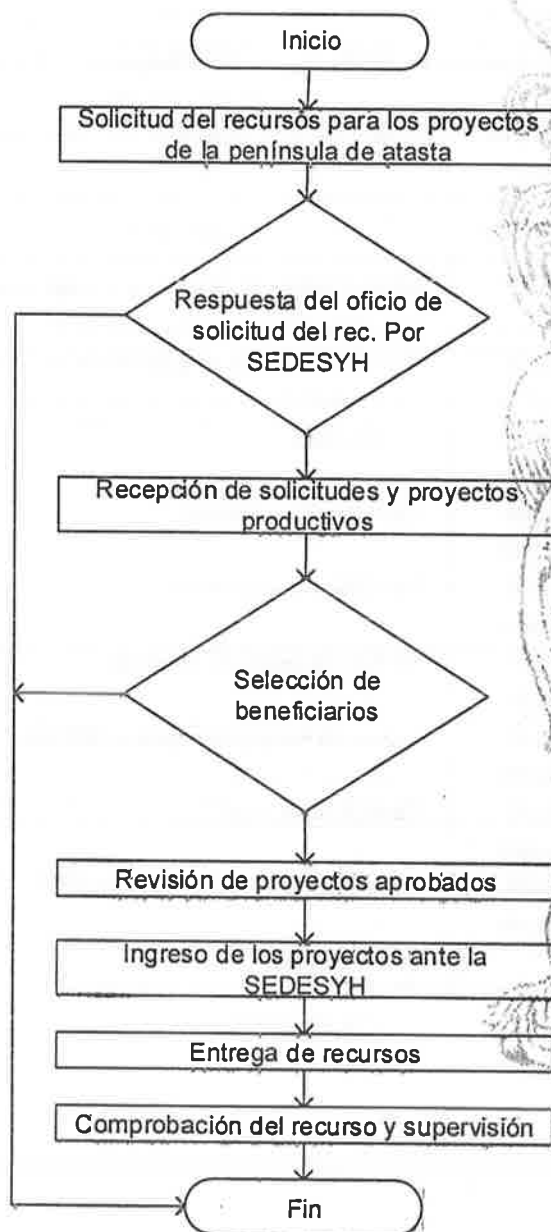 Inicio
Solicitud del recursos para los proyectos
de la península de atasta
Respuesta del oficio de
solicitud del rec. Por
SEDESYH
Recepción de solicitudes y proyectos
productivos
Selección de
beneficiarios
Revisión de proyectos aprobados
Ingreso de los proyectos ante la
SEDESYH
Entrega de recursos
Comprobación del recurso y supervisión
Fin